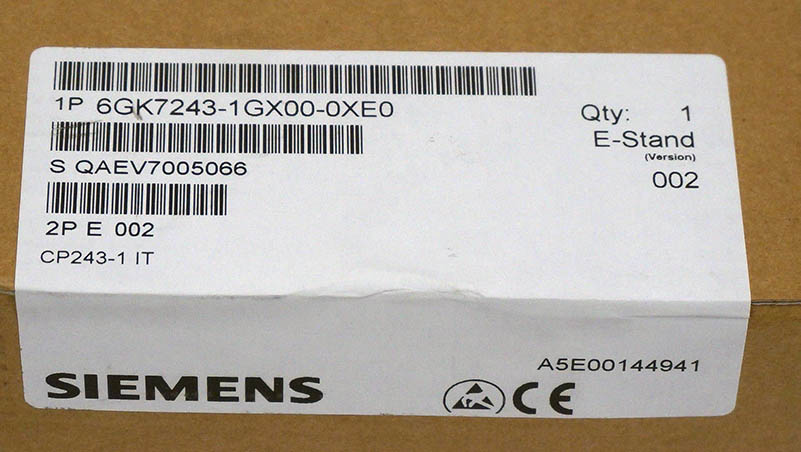 1P 6GK7243-1GX00-0XE0
S QAEV7005066
2P E 002
CP243-1 IT
Qty: 1
E-Stand
(Version)
002
A5E00144941
SIEMENS
CE